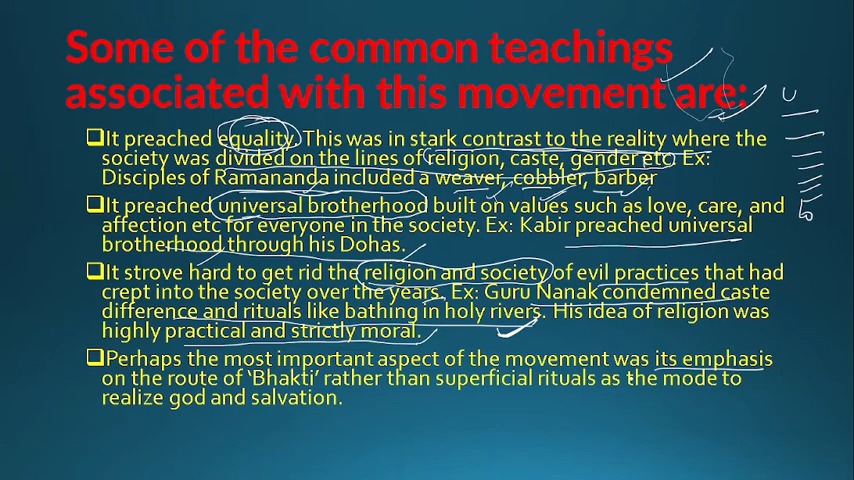 Some of the common teachings
associated with this movement are:
It preached equality. This was in stark contrast to the reality where the
society was divided on the lines of religion, caste, gender etc. Ex:
Disciples of Ramananda included a weaver, cobbler, barber
It preached universal brotherhood built on values such as love, care, and
affection etc for everyone in the society. Ex: Kabir preached universal
brotherhood through his Dohas.
It strove hard to get rid the religion and society of evil practices that had
crept into the society over the years. Ex: Guru Nanak condemned caste
difference and rituals like bathing in holy rivers. His idea of religion was
highly practical and strictly moral.
Perhaps the most important aspect of the movement was its emphasis
on the route of ‘Bhakti’ rather than superficial rituals as the mode to
realize god and salvation.